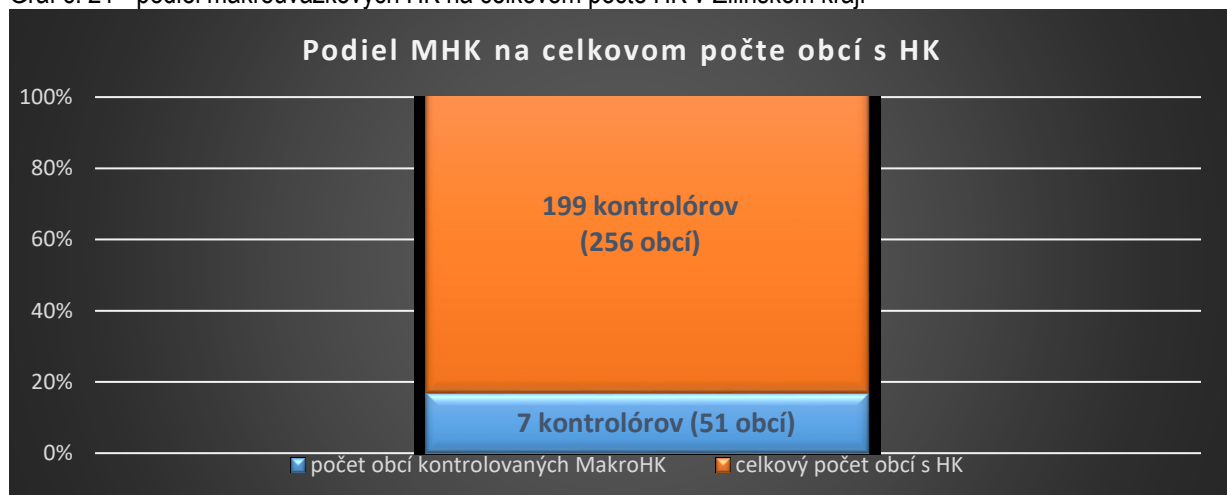 Podiel MHK na celkovom počte obcí s HK
100%
80%
60%
40%
20%
0%
199 kontrolórov
(256 obcí)
7 kontrolórov (51 obcí)
počet obcí kontrolovaných MakroHK
celkový počet obcí s HK